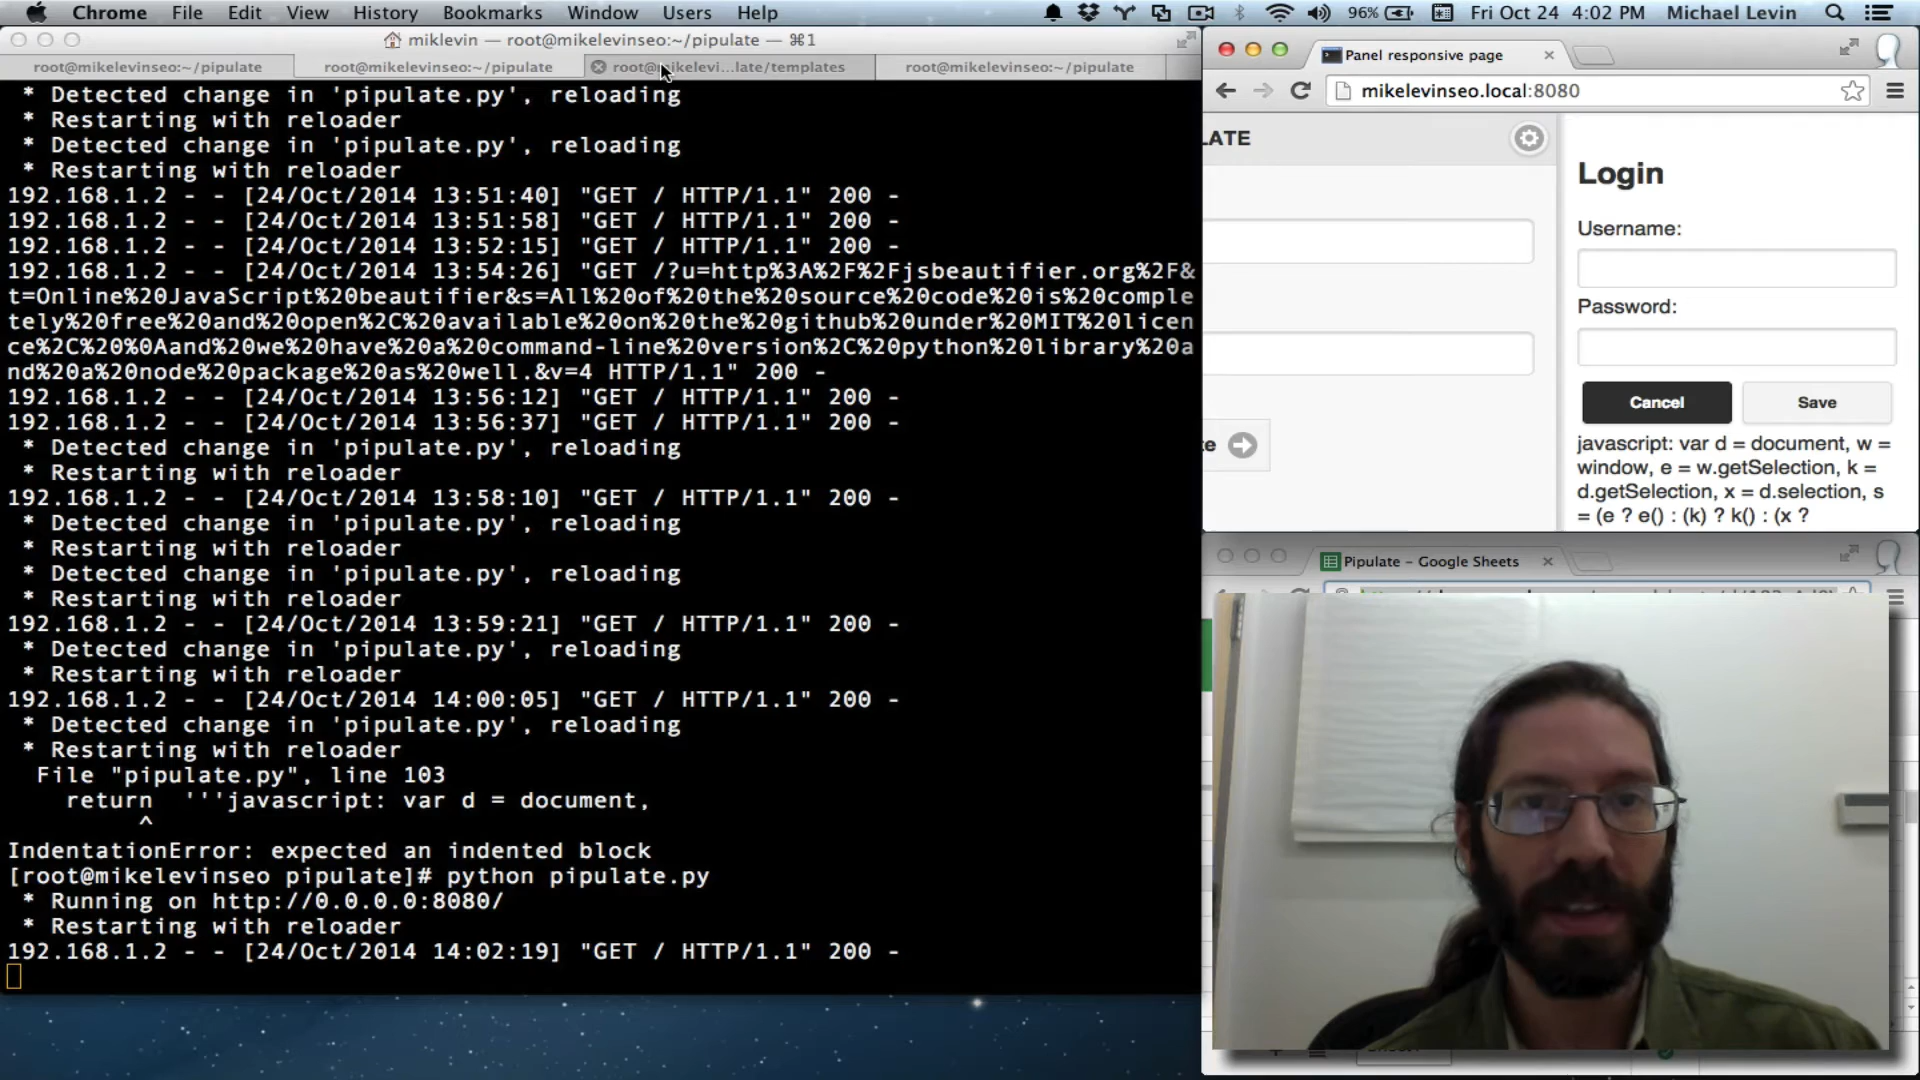 Chrome File Edit View History Bookmarks Window Users Help 96% Fri Oct 24 4:02 PM Michael Levin
miklevin — root@mikelevinseo:~/pipulate — ⌘1
root@mikelevinseo:~/pipulate root@mikelevinseo:~/pipulate root@mikelevi...late/templates root@mikelevinseo:~/pipulate
* Detected change in 'pipulate.py', reloading
* Restarting with reloader
* Detected change in 'pipulate.py', reloading
* Restarting with reloader
192.168.1.2 - - [24/Oct/2014 13:51:40] "GET / HTTP/1.1" 200 -
192.168.1.2 - - [24/Oct/2014 13:51:58] "GET / HTTP/1.1" 200 -
192.168.1.2 - - [24/Oct/2014 13:52:15] "GET / HTTP/1.1" 200 -
192.168.1.2 - - [24/Oct/2014 13:54:26] "GET /?u=http%3A%2F%2Fjsbeautifier.org%2F&
t=Online%20JavaScript%20beautifier&s=All%20of%20the%20source%20code%20is%20comple
tely%20free%20and%20open%2C%20available%20on%20the%20github%20under%20MIT%20licen
ce%2C%20%0Aand%20we%20have%20a%20command-line%20version%2C%20python%20library%20a
nd%20a%20node%20package%20as%20well.&v=4 HTTP/1.1" 200 -
192.168.1.2 - - [24/Oct/2014 13:56:12] "GET / HTTP/1.1" 200 -
192.168.1.2 - - [24/Oct/2014 13:56:37] "GET / HTTP/1.1" 200 -
* Detected change in 'pipulate.py', reloading
* Restarting with reloader
192.168.1.2 - - [24/Oct/2014 13:58:10] "GET / HTTP/1.1" 200 -
* Detected change in 'pipulate.py', reloading
* Restarting with reloader
* Detected change in 'pipulate.py', reloading
* Restarting with reloader
192.168.1.2 - - [24/Oct/2014 13:59:21] "GET / HTTP/1.1" 200 -
* Detected change in 'pipulate.py', reloading
* Restarting with reloader
192.168.1.2 - - [24/Oct/2014 14:00:05] "GET / HTTP/1.1" 200 -
* Detected change in 'pipulate.py', reloading
* Restarting with reloader
File "pipulate.py", line 103
return '''javascript: var d = document,
^
IndentationError: expected an indented block
[root@mikelevinseo pipulate]# python pipulate.py
* Running on http://0.0.0.0:8080/
* Restarting with reloader
192.168.1.2 - - [24/Oct/2014 14:02:19] "GET / HTTP/1.1" 200 -
Panel responsive page
mikelevinseo.local:8080
LATE
Login
Username:
Password:
Cancel Save
javascript: var d = document, w =
window, e = w.getSelection, k =
d.getSelection, x = d.selection, s
= (e ? e() : (k) ? k() : (x ?
Pipulate – Google Sheets